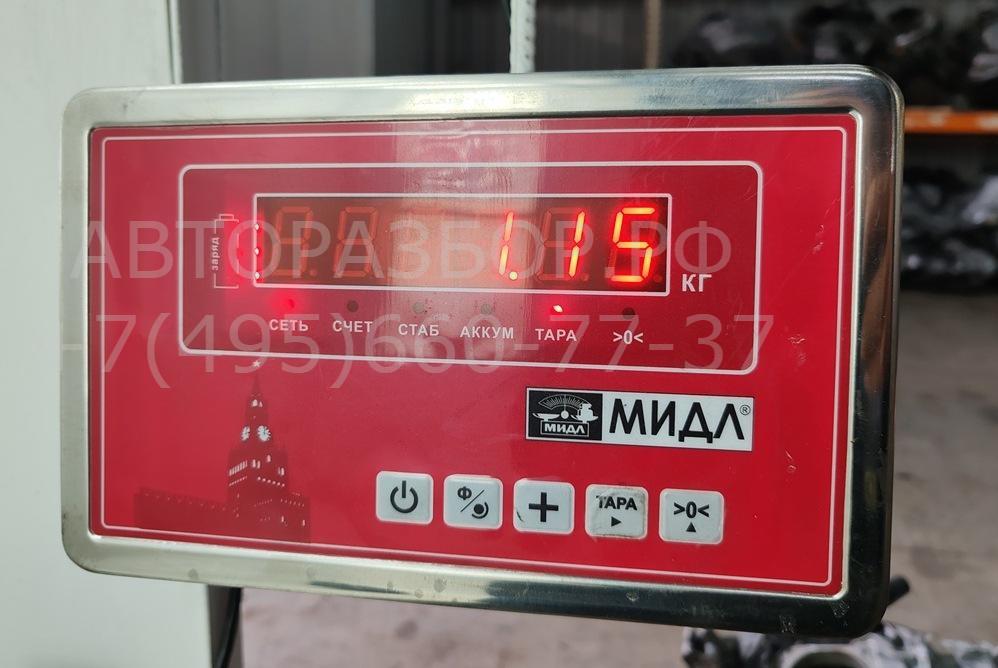 АВТОРАЗБОР.РФ
+7(495)660-77-37
заряд
1.15
КГ
СЕТЬ СЧЕТ СТАБ АККУМ ТАРА >0<
МИДЛ МИДЛ®
Ф ТАРА >0<